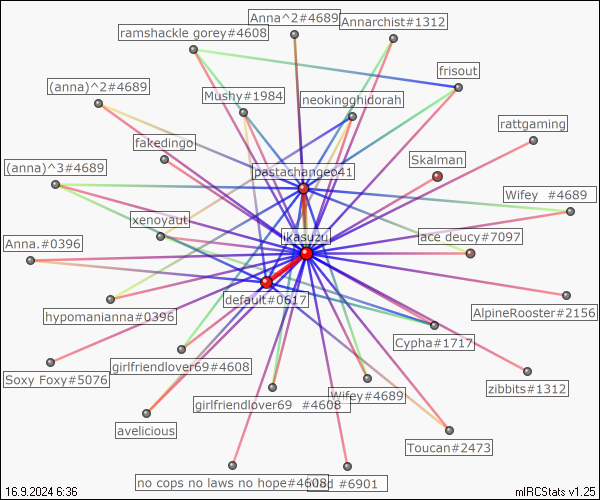 Anna^2#4689
Annarchist#1312
ramshackle gorey#4608
frisout
(anna)^2#4689
Mushy#1984
neokingghidorah
rattgaming
fakedingo
Skalman
(anna)^3#4689
pastachangeo41
Wifey  #4689
xenoyaut
ikasuzu
ace deucy#7097
Anna.#0396
default#0617
hypomanianna#0396
AlpineRooster#2156
Cypha#1717
girlfriendlover69#4608
Soxy Foxy#5076
zibbits#1312
Wifey#4689
girlfriendlover69  #4608
avelicious
Toucan#2473
no cops no laws no hope#4608
#6901
16.9.2024 6:36
mIRCStats v1.25